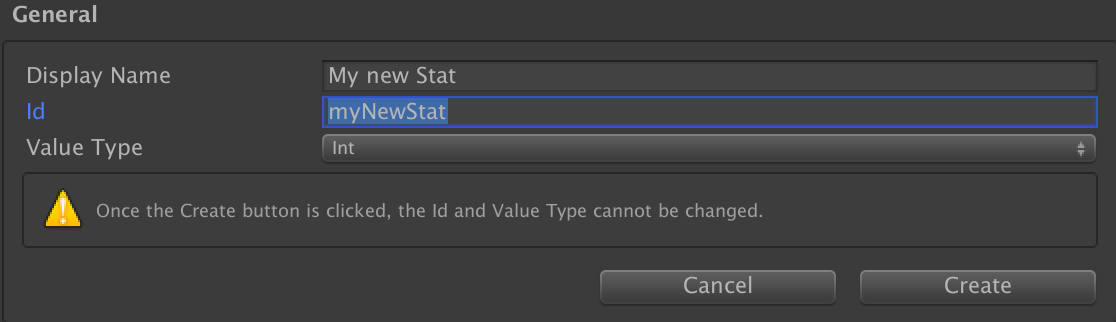 General
Display Name My new Stat
Id myNewStat
Value Type Int
Once the Create button is clicked, the Id and Value Type cannot be changed.
Cancel Create